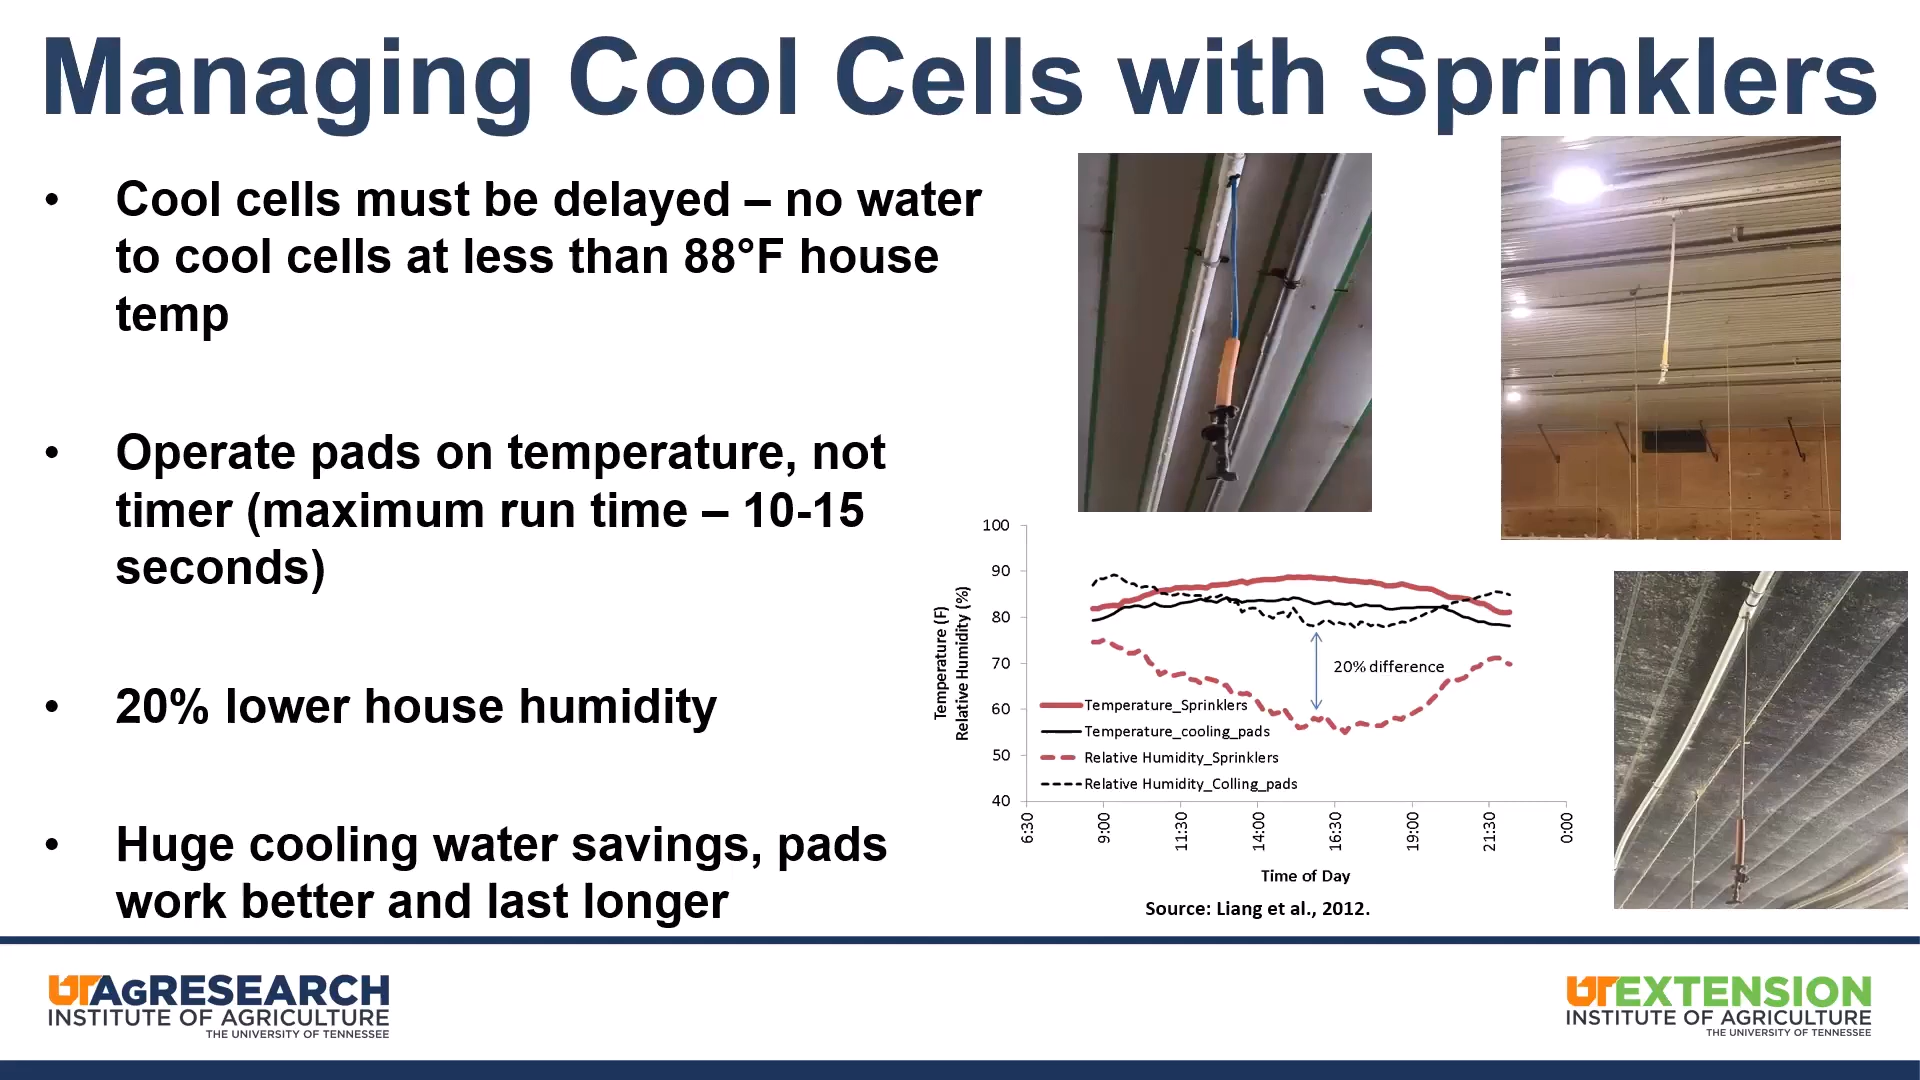 Managing Cool Cells with Sprinklers
• Cool cells must be delayed – no water
to cool cells at less than 88°F house
temp
• Operate pads on temperature, not
timer (maximum run time – 10-15
seconds)
• 20% lower house humidity
• Huge cooling water savings, pads
work better and last longer
Temperature (F)
Relative Humidity (%)
100
90
80
70
60
50
40
20% difference
Temperature_Sprinklers
Temperature_cooling_pads
Relative Humidity_Sprinklers
Relative Humidity_Colling_pads
6:30
9:00
11:30
14:00
16:30
19:00
21:30
0:00
Time of Day
Source: Liang et al., 2012.
UTAGRESEARCH
INSTITUTE OF AGRICULTURE
THE UNIVERSITY OF TENNESSEE
UTEXTENSION
INSTITUTE OF AGRICULTURE
THE UNIVERSITY OF TENNESSEE